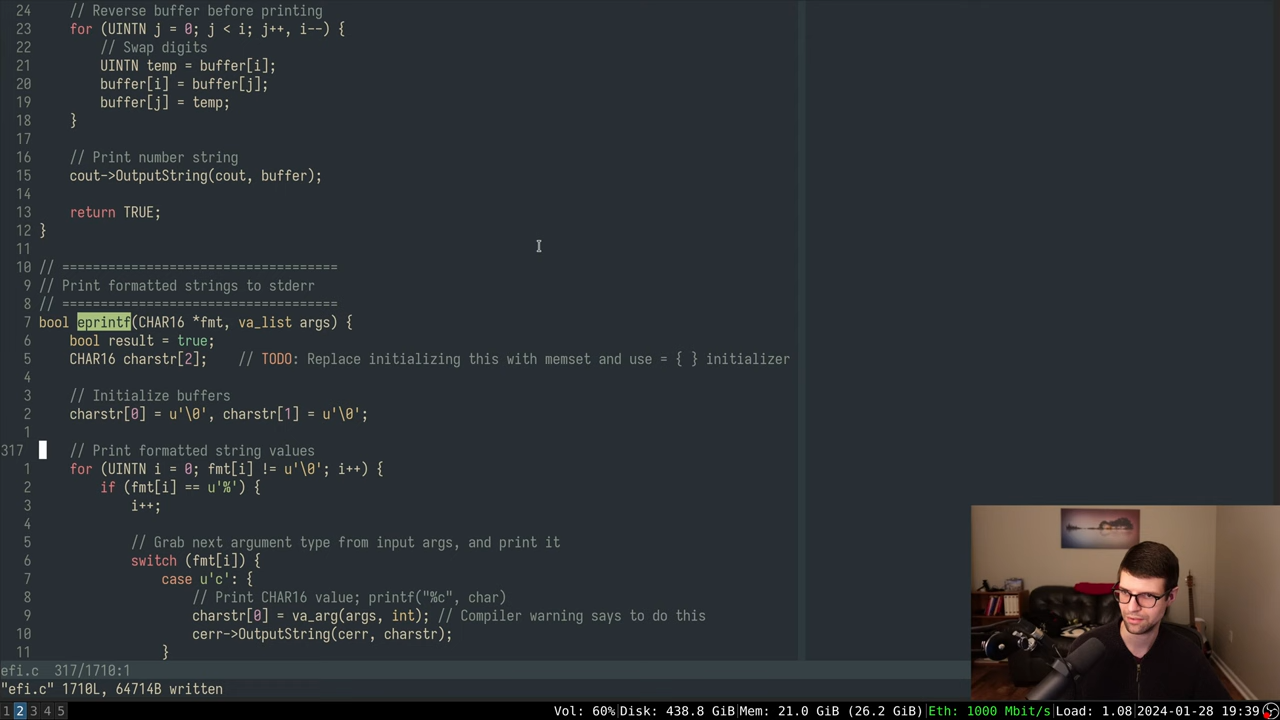 24 // Reverse buffer before printing
23 for (UINTN j = 0; j < i; j++, i--) {
22 // Swap digits
21 UINTN temp = buffer[i];
20 buffer[i] = buffer[j];
19 buffer[j] = temp;
18 }
17
16 // Print number string
15 cout->OutputString(cout, buffer);
14
13 return TRUE;
12 }
11
10 // ====================================
9 // Print formatted strings to stderr
8 // ====================================
7 bool eprintf(CHAR16 *fmt, va_list args) {
6 bool result = true;
5 CHAR16 charstr[2]; // TODO: Replace initializing this with memset and use = { } initializer
4
3 // Initialize buffers
2 charstr[0] = u'\0', charstr[1] = u'\0';
1
317 // Print formatted string values
1 for (UINTN i = 0; fmt[i] != u'\0'; i++) {
2 if (fmt[i] == u'%') {
3 i++;
4
5 // Grab next argument type from input args, and print it
6 switch (fmt[i]) {
7 case u'c': {
8 // Print CHAR16 value; printf("%c", char)
9 charstr[0] = va_arg(args, int); // Compiler warning says to do this
10 cerr->OutputString(cerr, charstr);
11 }
efi.c 317/1710:1
"efi.c" 1710L, 64714B written
1 2 3 4 5 Vol: 60%|Disk: 438.8 GiB|Mem: 21.0 GiB (26.2 GiB)|Eth: 1000 Mbit/s|Load: 1.08|2024-01-28 19:39